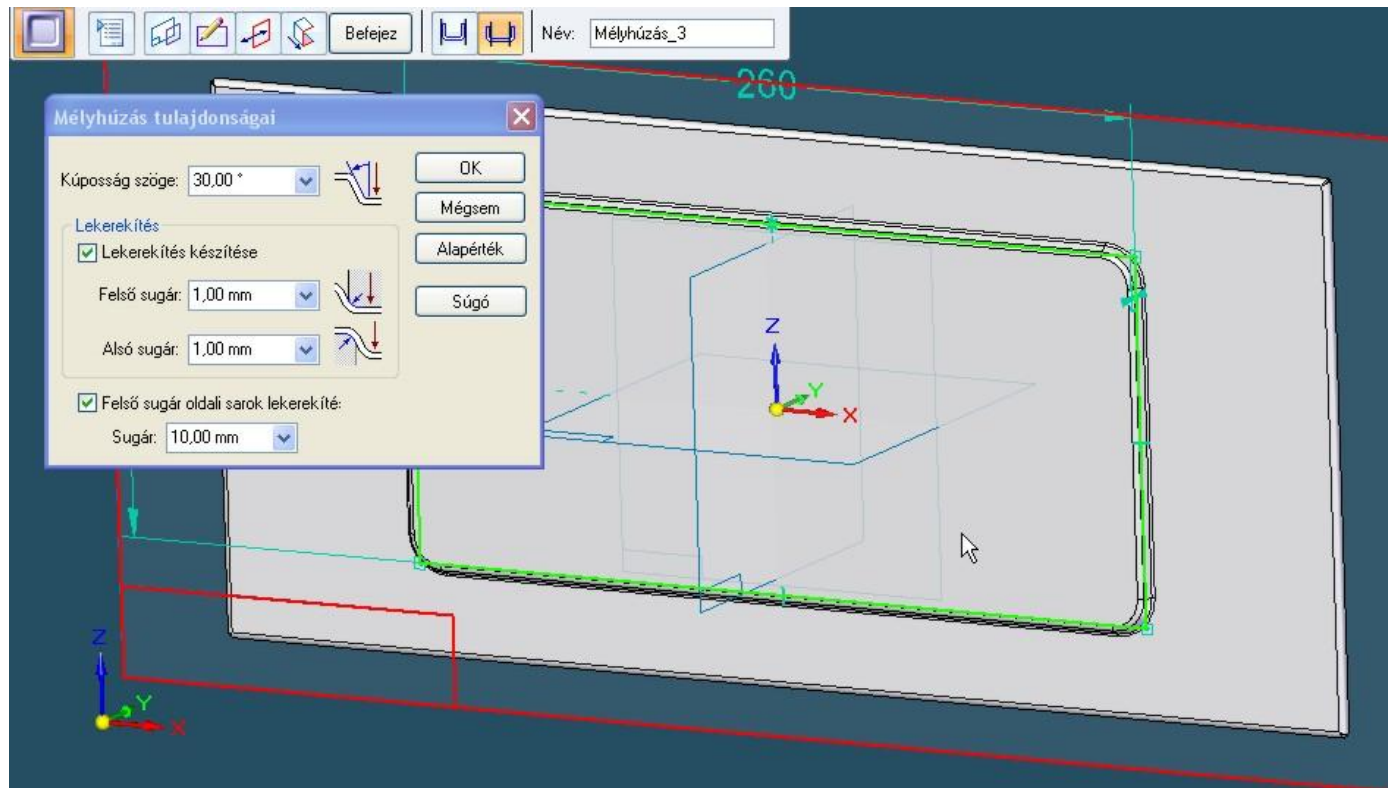 Befejez
Név: Mélyhúzás_3
260
Mélyhúzás tulajdonságai
Kúposság szöge: 30,00 °
OK
Mégsem
Lekerekítés
Lekerekítés készítése
Alapérték
Felső sugár: 1,00 mm
Súgó
Alsó sugár: 1,00 mm
Felső sugár oldali sarok lekerekíté:
Sugár: 10,00 mm
Z
Y
X
Z
Y
X